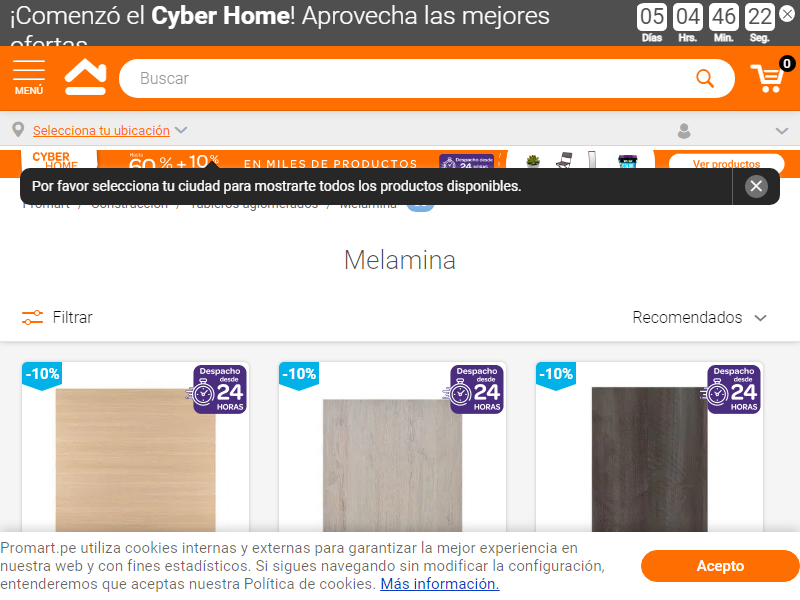 ¡Comenzó el Cyber Home! Aprovecha las mejores
ofertas
05 04 46 22
Días Hrs. Min. Seg.
MENÚ
Buscar
0
Selecciona tu ubicación
CYBER
HOME
Hasta
60% + 10%
EN MILES DE PRODUCTOS
Despacho
24
Ver productos
Por favor selecciona tu ciudad para mostrarte todos los productos disponibles.
Promart / Construcción / Tableros aglomerados / Melamina
Melamina
Filtrar
Recomendados
-10%
Despacho
desde
24
HORAS
-10%
Despacho
desde
24
HORAS
-10%
Despacho
desde
24
HORAS
Promart.pe utiliza cookies internas y externas para garantizar la mejor experiencia en
nuestra web y con fines estadísticos. Si sigues navegando sin modificar la configuración,
entenderemos que aceptas nuestra Política de cookies. Más información.
Acepto